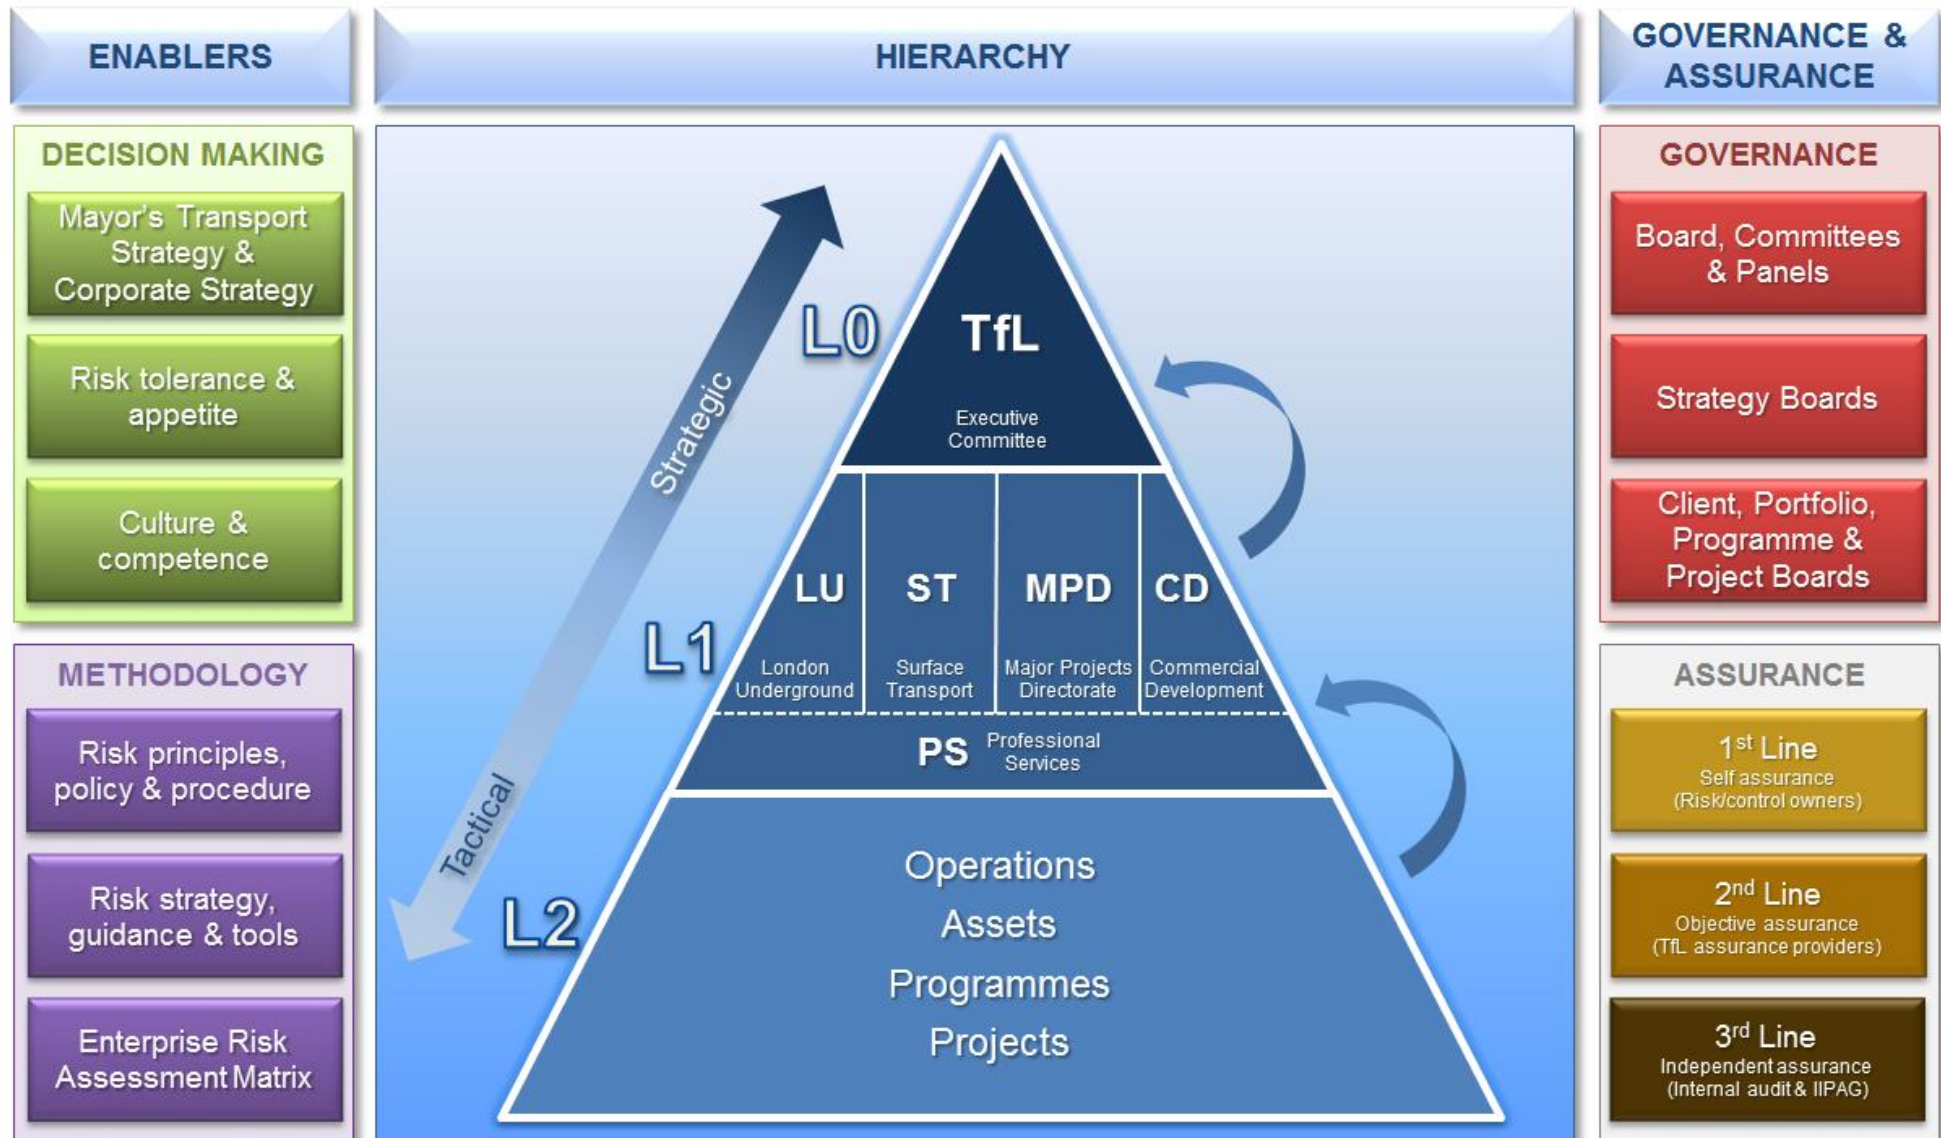 ENABLERS
HIERARCHY
GOVERNANCE &
ASSURANCE
DECISION MAKING
Mayor's Transport
Strategy &
Corporate Strategy
Risk tolerance &
appetite
Culture &
competence
METHODOLOGY
Risk principles,
policy & procedure
Risk strategy,
guidance & tools
Enterprise Risk
Assessment Matrix
Strategic
Tactical
L0
TfL
Executive
Committee
L1
LU
London
Underground
ST
Surface
Transport
MPD
Major Projects
Directorate
CD
Commercial
Development
PS
Professional
Services
L2
Operations
Assets
Programmes
Projects
GOVERNANCE
Board, Committees
& Panels
Strategy Boards
Client, Portfolio,
Programme &
Project Boards
ASSURANCE
1st Line
Self assurance
(Risk/control owners)
2nd Line
Objective assurance
(TfL assurance providers)
3rd Line
Independent assurance
(Internal audit & IIPAG)